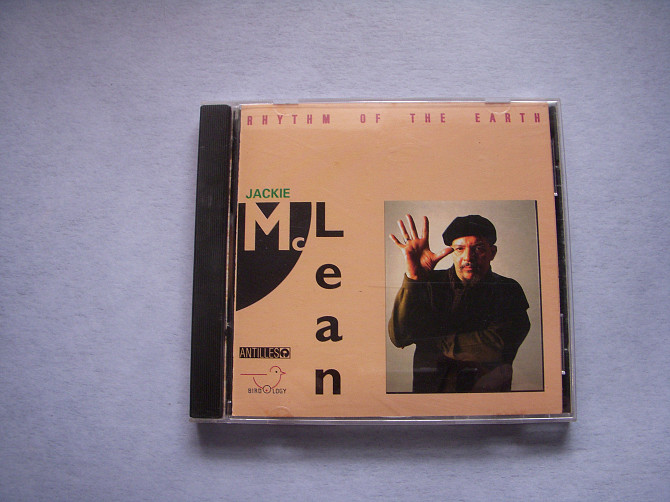 RHYTHM OF THE EARTH
JACKIE
McLean
ANTILLES
BIRDOLOGY